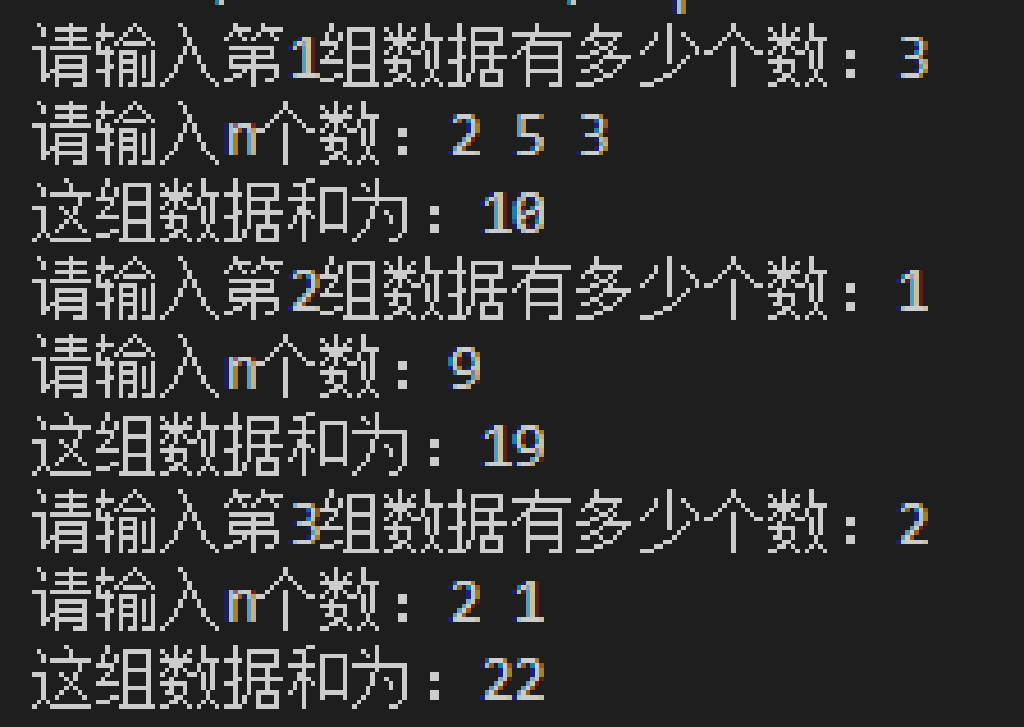 请输入第1组数据有多少个数: 3
请输入n个数: 2 5 3
这组数据和为: 10
请输入第2组数据有多少个数: 1
请输入n个数: 9
这组数据和为: 19
请输入第3组数据有多少个数: 2
请输入n个数: 2 1
这组数据和为: 22